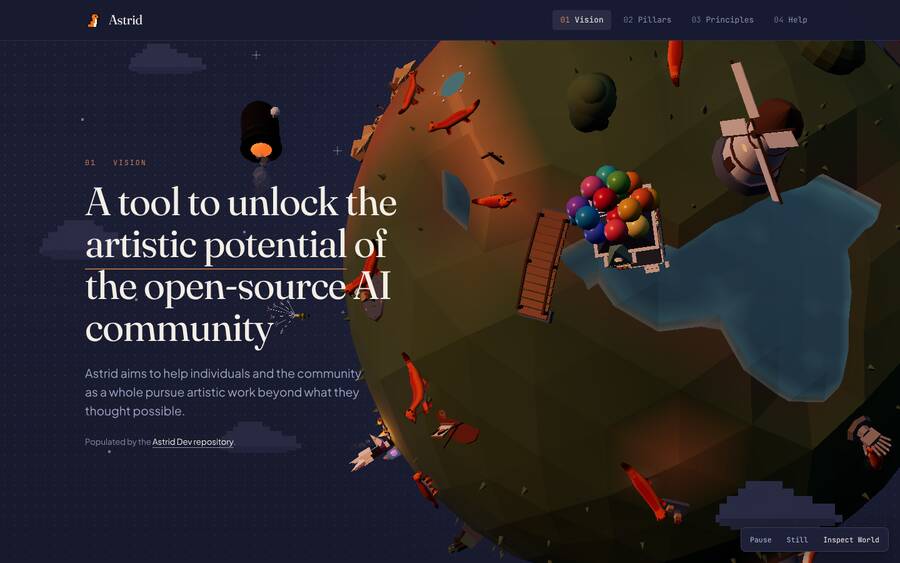 Astrid
01 Vision
02 Pillars
03 Principles
04 Help
01 VISION
A tool to unlock the
artistic potential of
the open-source AI
community
Astrid aims to help individuals and the community
as a whole pursue artistic work beyond what they
thought possible.
Populated by the Astrid Dev repository.
Pause
Still
Inspect World